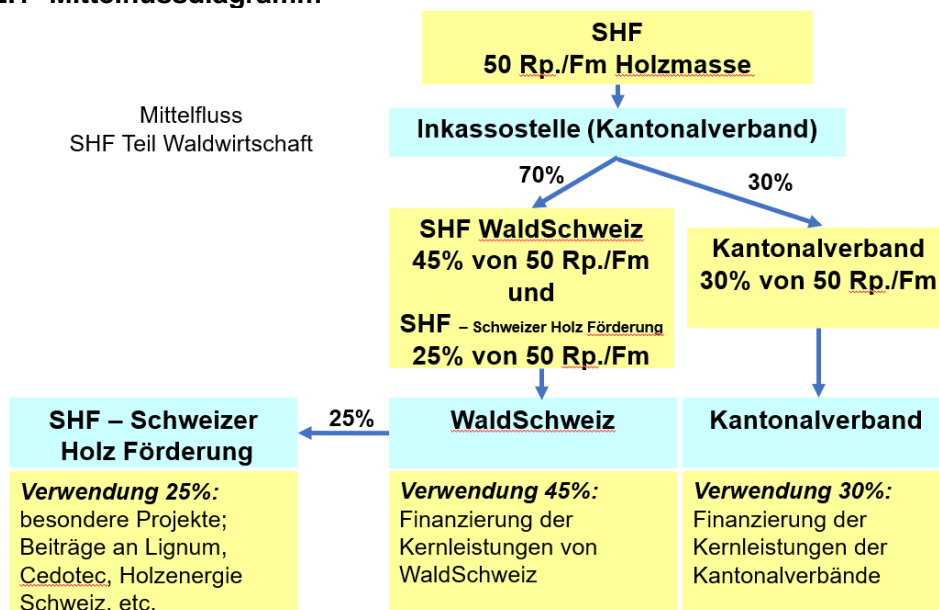 Mittelflussdiagramm
SHF
50 Rp./Fm Holzmasse
Mittelfluss
SHF Teil Waldwirtschaft
Inkassostelle (Kantonalverband)
70%
30%
SHF WaldSchweiz
45% von 50 Rp./Fm
und
SHF – Schweizer Holz Förderung
25% von 50 Rp./Fm
Kantonalverband
30% von 50 Rp./Fm
SHF – Schweizer
Holz Förderung
25%
WaldSchweiz
Kantonalverband
Verwendung 25%:
besondere Projekte;
Beiträge an Lignum,
Cedotec, Holzenergie
Schweiz, etc.
Verwendung 45%:
Finanzierung der
Kernleistungen von
WaldSchweiz
Verwendung 30%:
Finanzierung der
Kernleistungen der
Kantonalverbände